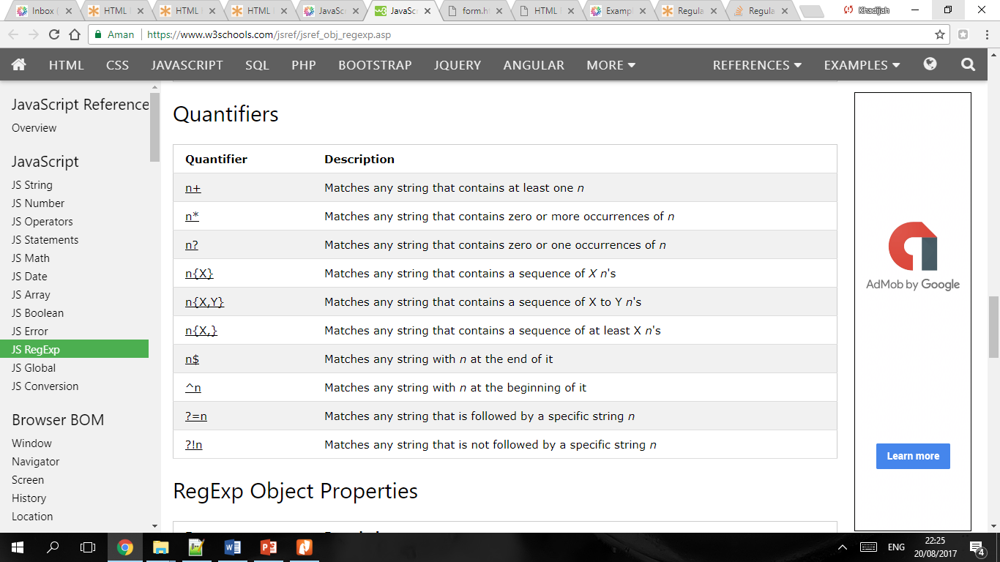 Inbox (
HTML
HTML
HTML
JavaSc
JavaSc
form.h
HTML
Exampl
Regula
Regula
Khadijah
Aman https://www.w3schools.com/jsref/jsref_obj_regexp.asp
HTML CSS JAVASCRIPT SQL PHP BOOTSTRAP JQUERY ANGULAR MORE REFERENCES EXAMPLES
JavaScript Reference
Overview
JavaScript
JS String
JS Number
JS Operators
JS Statements
JS Math
JS Date
JS Array
JS Boolean
JS Error
JS RegExp
JS Global
JS Conversion
Browser BOM
Window
Navigator
Screen
History
Location
Quantifiers
Quantifier Description
n+ Matches any string that contains at least one n
n* Matches any string that contains zero or more occurrences of n
n? Matches any string that contains zero or one occurrences of n
n{X} Matches any string that contains a sequence of X n's
n{X,Y} Matches any string that contains a sequence of X to Y n's
n{X,} Matches any string that contains a sequence of at least X n's
n$ Matches any string with n at the end of it
^n Matches any string with n at the beginning of it
?=n Matches any string that is followed by a specific string n
?!n Matches any string that is not followed by a specific string n
RegExp Object Properties
AdMob by Google
Learn more
ENG
22:25
20/08/2017
4